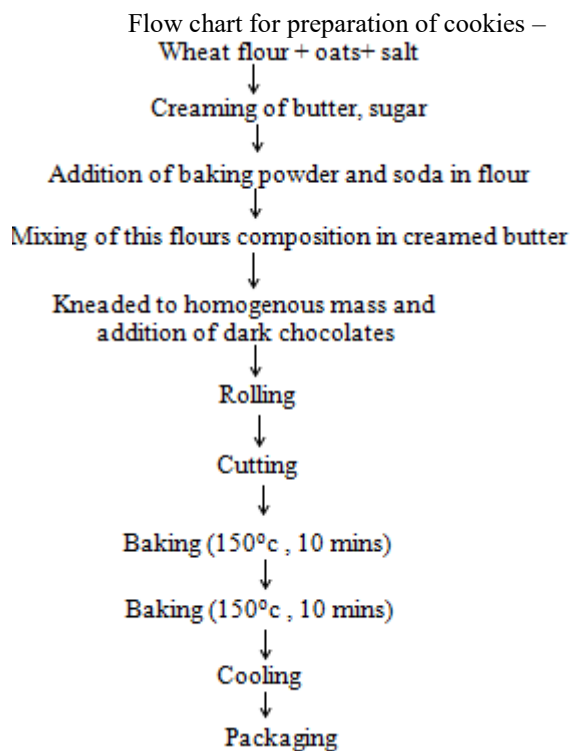 Flow chart for preparation of cookies –
Wheat flour + oats+ salt
Creaming of butter, sugar
Addition of baking powder and soda in flour
Mixing of this flours composition in creamed butter
Kneaded to homogenous mass and
addition of dark chocolates
Rolling
Cutting
Baking (150°c , 10 mins)
Baking (150°c , 10 mins)
Cooling
Packaging